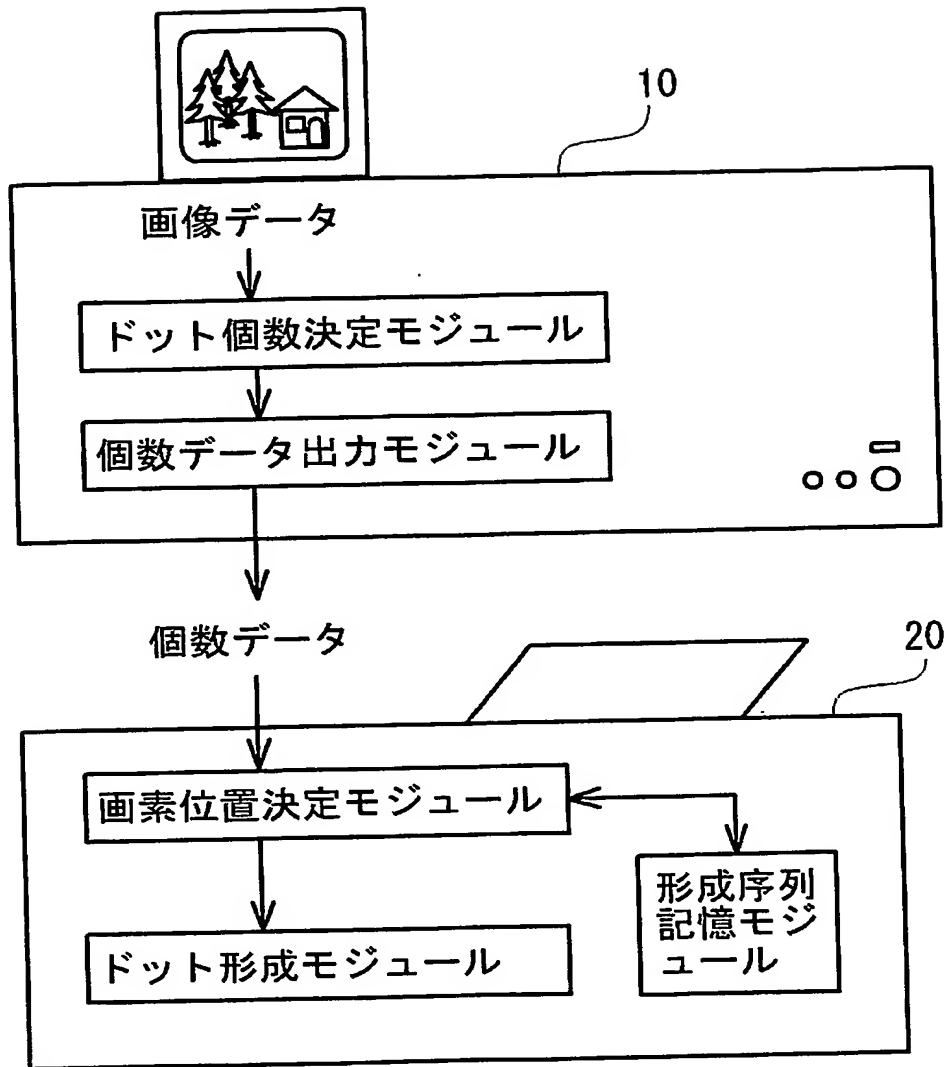 10
画像データ
ドット個数決定モジュール
個数データ出力モジュール
個数データ
20
画素位置決定モジュール
形成序列
記憶モジ
ュール
ドット形成モジュール